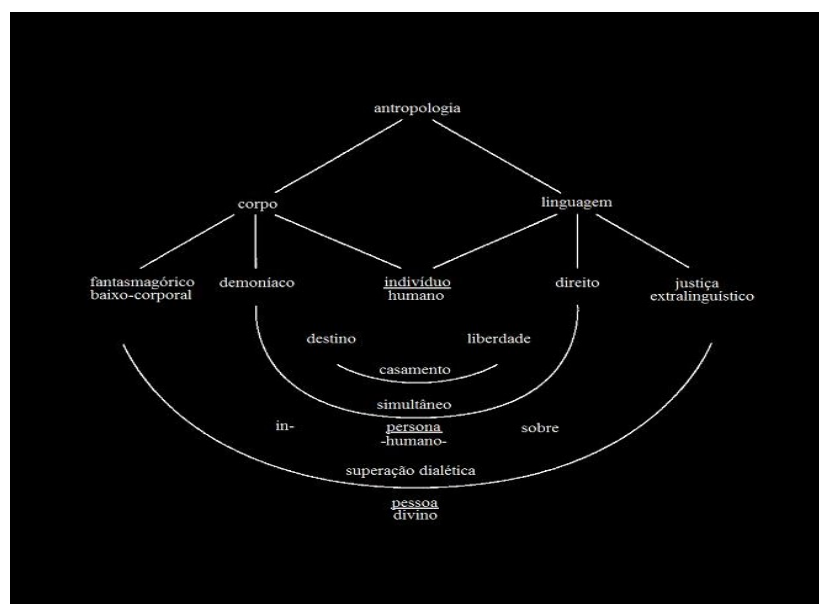 antropologia
corpo
linguagem
fantasmagórico
baixo-corporal
demoníaco
indivíduo
humano
direito
justiça
extralinguístico
destino
liberdade
casamento
simultâneo
in-
persona
-humano-
sobre
superação dialética
pessoa
divino